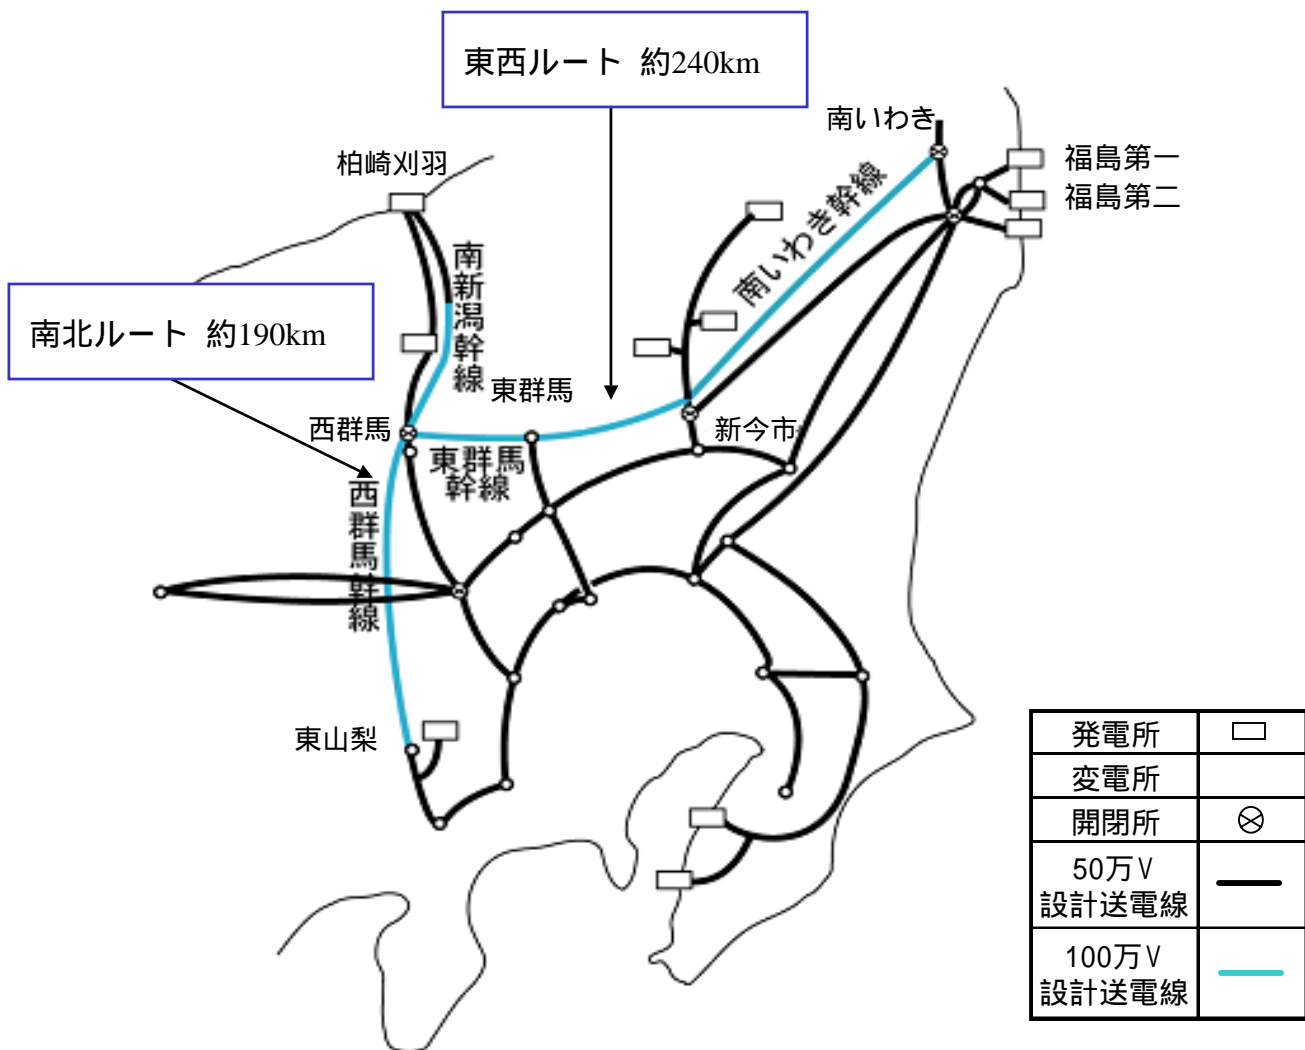 東西ルート 約240km
南いわき
柏崎刈羽
福島第一
福島第二
南いわき幹線
南新潟幹線
南北ルート 約190km
東群馬
西群馬
新今市
東群馬
幹線
西群馬幹線
東山梨
発電所
変電所
開閉所
50万V
設計送電線
100万V
設計送電線